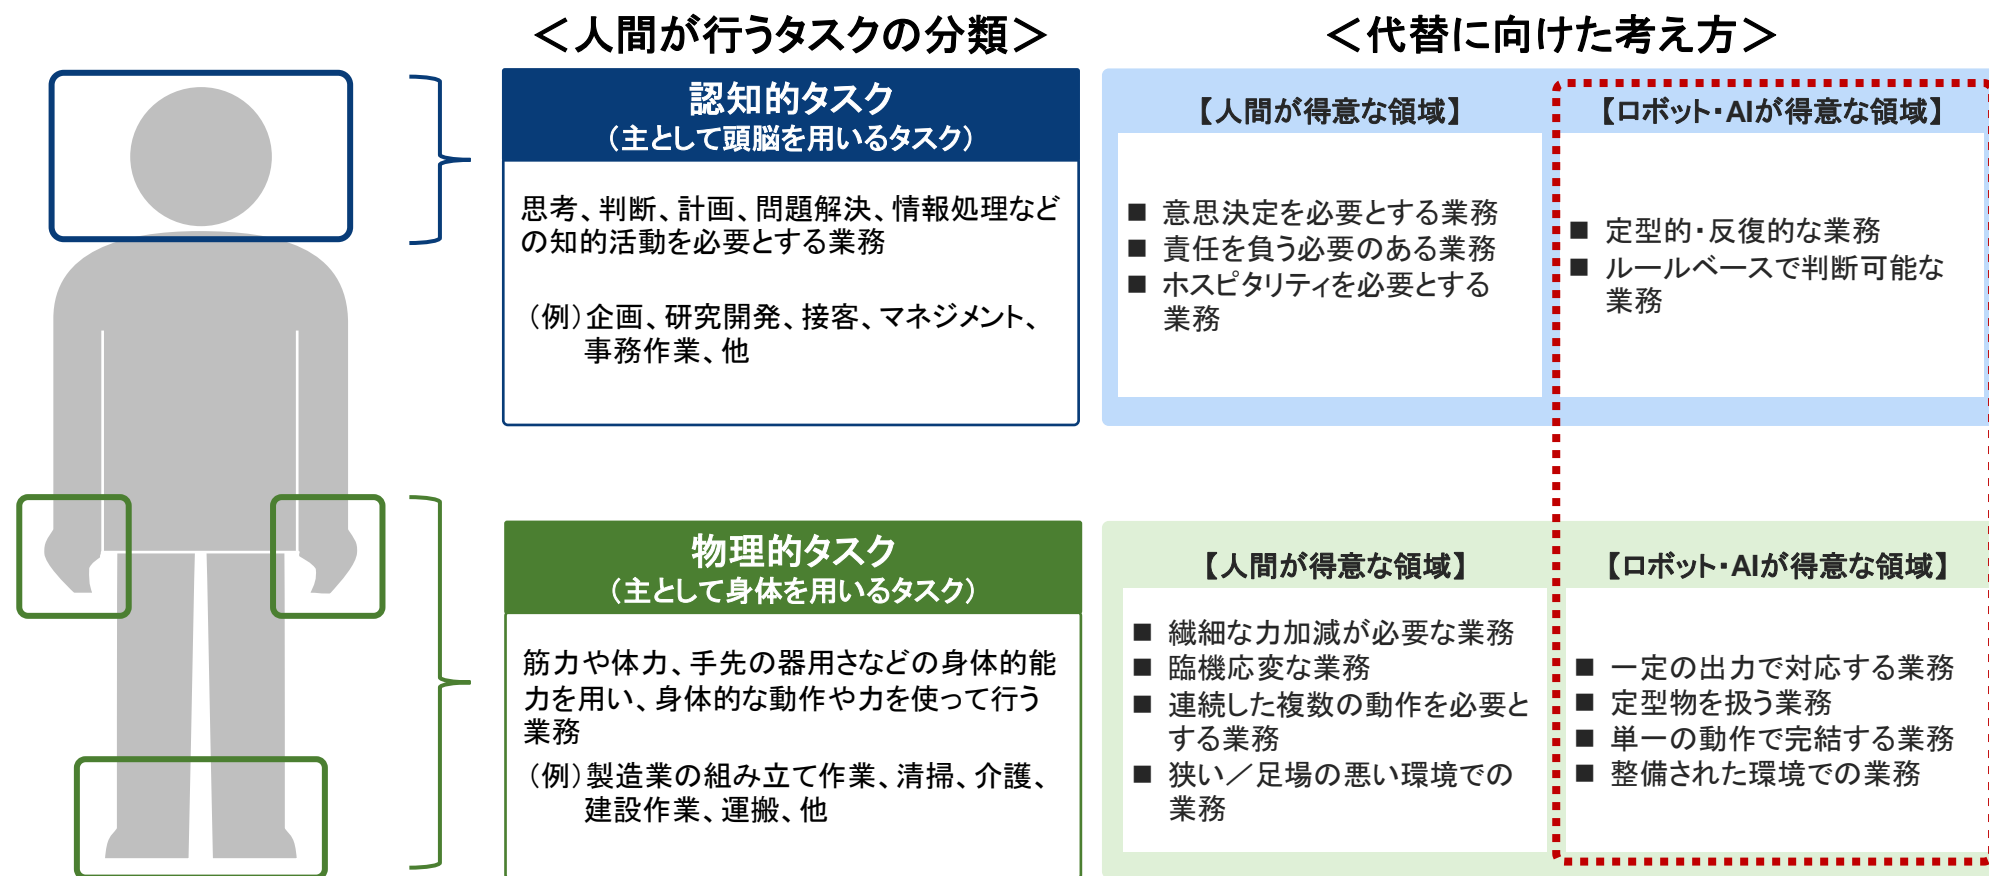 ＜人間が行うタスクの分類＞
＜代替に向けた考え方＞
認知的タスク
（主として頭脳を用いるタスク）
思考、判断、計画、問題解決、情報処理など
の知的活動を必要とする業務
（例）企画、研究開発、接客、マネジメント、
事務作業、他
【人間が得意な領域】
■ 意思決定を必要とする業務
■ 責任を負う必要のある業務
■ ホスピタリティを必要とする
業務
【ロボット・AIが得意な領域】
■ 定型的・反復的な業務
■ ルールベースで判断可能な
業務
物理的タスク
（主として身体を用いるタスク）
筋力や体力、手先の器用さなどの身体的能
力を用い、身体的な動作や力を使って行う
業務
（例）製造業の組み立て作業、清掃、介護、
建設作業、運搬、他
【人間が得意な領域】
■ 繊細な力加減が必要な業務
■ 臨機応変な業務
■ 連続した複数の動作を必要と
する業務
■ 狭い／足場の悪い環境での
業務
【ロボット・AIが得意な領域】
■ 一定の出力で対応する業務
■ 定型物を扱う業務
■ 単一の動作で完結する業務
■ 整備された環境での業務